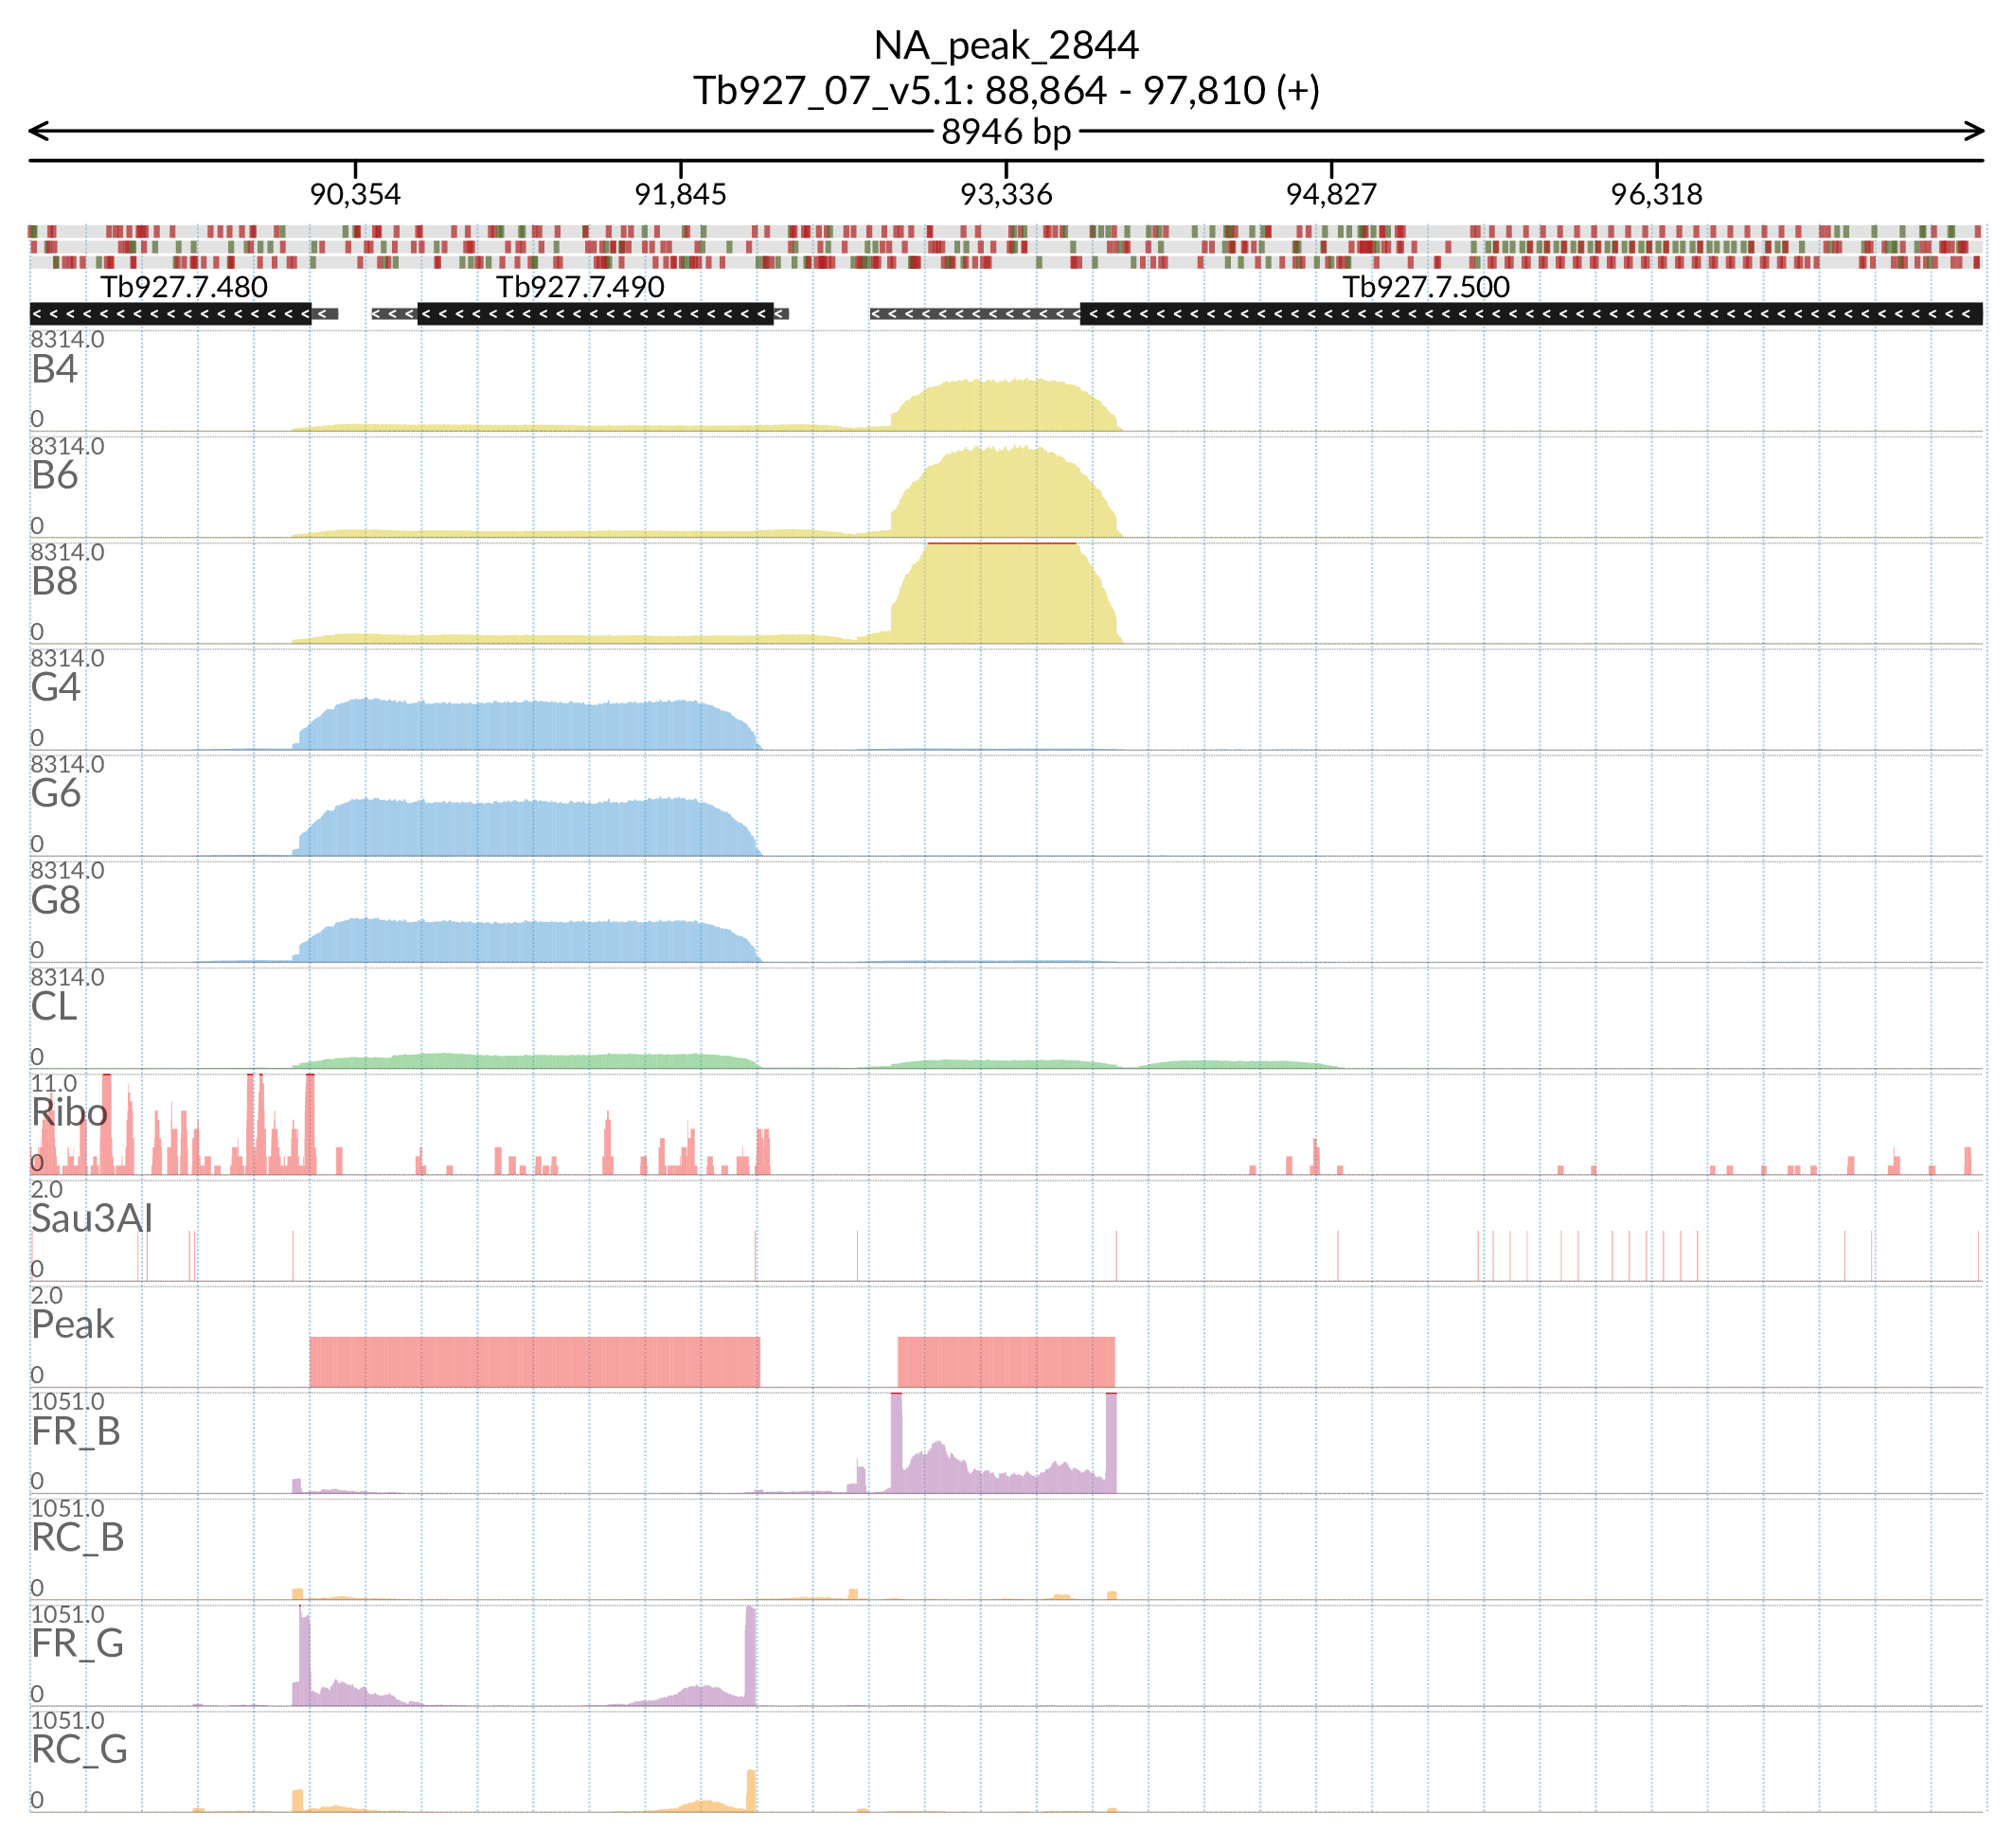 NA_peak_2844
Tb927_07_v5.1: 88,864 - 97,810 (+)
8946 bp
90,354 91,845 93,336 94,827 96,318
Tb927.7.480 Tb927.7.490 Tb927.7.500
8314.0
B4
0
8314.0
B6
0
8314.0
B8
0
8314.0
G4
0
8314.0
G6
0
8314.0
G8
0
8314.0
CL
0
11.0
Ribo
0
2.0
Sau3AI
0
2.0
Peak
0
1051.0
FR_B
0
1051.0
RC_B
0
1051.0
FR_G
0
1051.0
RC_G
0